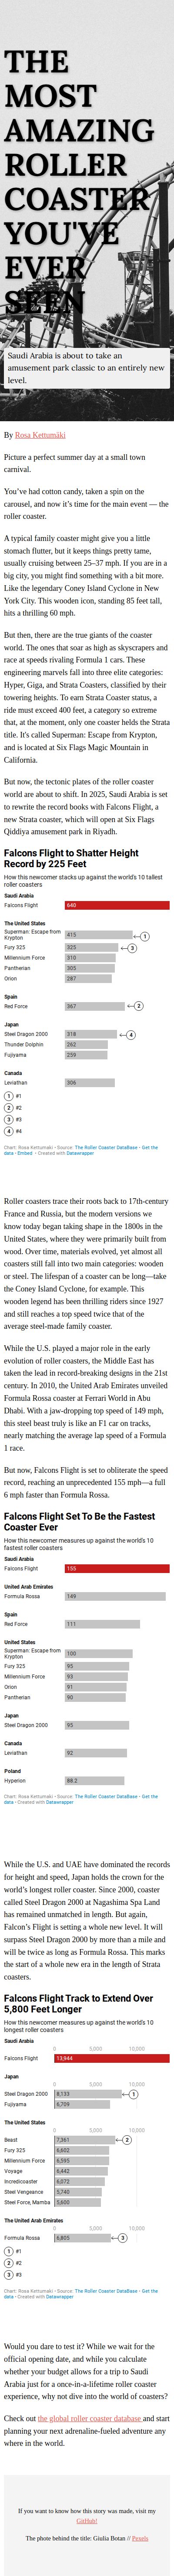 THE
MOST
AMAZING
ROLLER
COASTER
YOU'VE
EVER
SEEN
Saudi Arabia is about to take an
amusement park classic to an entirely new
level.
By Rosa Kettumäki
Picture a perfect summer day at a small town
carnival.
You've had cotton candy, taken a spin on the
carousel, and now it's time for the main event — the
roller coaster.
A typical family coaster might give you a little
stomach flutter, but it keeps things pretty tame,
usually cruising between 25–37 mph. If you are in a
big city, you might find something with a bit more.
Like the legendary Coney Island Cyclone in New
York City. This wooden icon, standing 85 feet tall,
hits a thrilling 60 mph.
But then, there are the true giants of the coaster
world. The ones that soar as high as skyscrapers and
race at speeds rivaling Formula 1 cars. These
engineering marvels fall into three elite categories:
Hyper, Giga, and Strata Coasters, classified by their
towering heights. To earn Strata Coaster status, a
ride must exceed 400 feet, a category so extreme
that, at the moment, only one coaster holds the Strata
title. It's called Superman: Escape from Krypton,
and is located at Six Flags Magic Mountain in
California.
But now, the tectonic plates of the roller coaster
world are about to shift. In 2025, Saudi Arabia is set
to rewrite the record books with Falcons Flight, a
new Strata coaster, which will open at Six Flags
Qiddiya amusement park in Riyadh.
Falcons Flight to Shatter Height
Record by 225 Feet
How this newcomer stacks up against the world's 10 tallest
roller coasters
Saudi Arabia
Falcons Flight 640
The United States
Superman: Escape from
Krypton 415 1
Fury 325 325 3
Millennium Force 310
Pantherian 305
Orion 287
Spain
Red Force 367 2
Japan
Steel Dragon 2000 318 4
Thunder Dolphin 262
Fujiyama 259
Canada
Leviathan 306
1 #1
2 #2
3 #3
4 #4
Chart: Rosa Kettumaki • Source: The Roller Coaster DataBase • Get the
data • Embed • Created with Datawrapper
Roller coasters trace their roots back to 17th-century
France and Russia, but the modern versions we
know today began taking shape in the 1800s in the
United States, where they were primarily built from
wood. Over time, materials evolved, yet almost all
coasters still fall into two main categories: wooden
or steel. The lifespan of a coaster can be long—take
the Coney Island Cyclone, for example. This
wooden legend has been thrilling riders since 1927
and still reaches a top speed twice that of the
average steel-made family coaster.
While the U.S. played a major role in the early
evolution of roller coasters, the Middle East has
taken the lead in record-breaking designs in the 21st
century. In 2010, the United Arab Emirates unveiled
Formula Rossa coaster at Ferrari World in Abu
Dhabi. With a jaw-dropping top speed of 149 mph,
this steel beast truly is like an F1 car on tracks,
nearly matching the average lap speed of a Formula
1 race.
But now, Falcons Flight is set to obliterate the speed
record, reaching an unprecedented 155 mph—a full
6 mph faster than Formula Rossa.
Falcons Flight Set To Be the Fastest
Coaster Ever
How this newcomer measures up against the world's 10
fastest roller coasters
Saudi Arabia
Falcons Flight 155
United Arab Emirates
Formula Rossa 149
Spain
Red Force 111
United States
Superman: Escape from
Krypton 100
Fury 325 95
Millennium Force 93
Orion 91
Pantherian 90
Japan
Steel Dragon 2000 95
Canada
Leviathan 92
Poland
Hyperion 88.2
Chart: Rosa Kettumaki • Source: The Roller Coaster DataBase • Get the
data • Created with Datawrapper
While the U.S. and UAE have dominated the records
for height and speed, Japan holds the crown for the
world's longest roller coaster. Since 2000, coaster
called Steel Dragon 2000 at Nagashima Spa Land
has remained unmatched in length. But again,
Falcon's Flight is setting a whole new level. It will
surpass Steel Dragon 2000 by more than a mile and
will be twice as long as Formula Rossa. This marks
the start of a whole new era in the length of Strata
coasters.
Falcons Flight Track to Extend Over
5,800 Feet Longer
How this newcomer measures up against the world's 10
longest roller coasters
Saudi Arabia
0 5,000 10,000
Falcons Flight 13,944
Japan
0 5,000 10,000
Steel Dragon 2000 8,133 1
Fujiyama 6,709
The United States
0 5,000 10,000
Beast 7,361 2
Fury 325 6,602
Millennium Force 6,595
Voyage 6,442
Incredicoaster 6,072
Steel Vengeance 5,740
Steel Force, Mamba 5,600
The United Arab Emirates
0 5,000 10,000
Formula Rossa 6,805 3
1 #1
2 #2
3 #3
Chart: Rosa Kettumaki • Source: The Roller Coaster DataBase • Get the
data • Created with Datawrapper
Would you dare to test it? While we wait for the
official opening date, and while you calculate
whether your budget allows for a trip to Saudi
Arabia just for a once-in-a-lifetime roller coaster
experience, why not dive into the world of coasters?
Check out the global roller coaster database and start
planning your next adrenaline-fueled adventure any
where in the world.
If you want to know how this story was made, visit my
GitHub!
The photo behind the title: Giulia Botan // Pexels